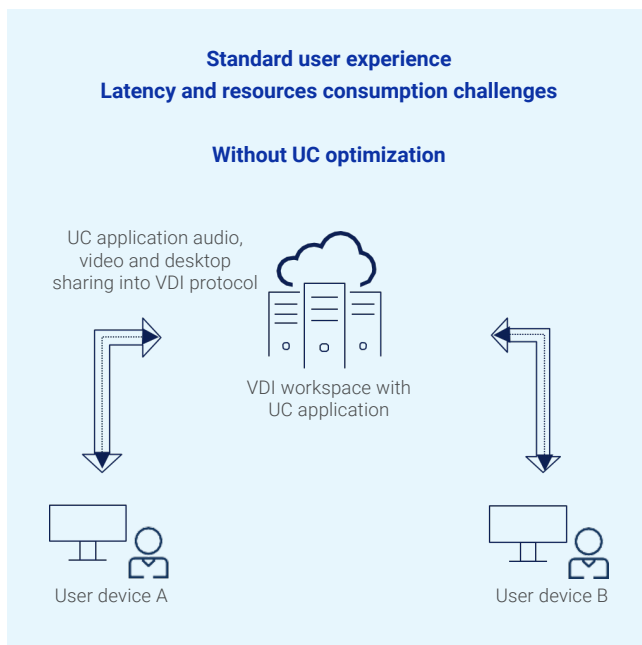 Standard user experience
Latency and resources consumption challenges
Without UC optimization
UC application audio,
video and desktop
sharing into VDI protocol
VDI workspace with
UC application
User device A
User device B